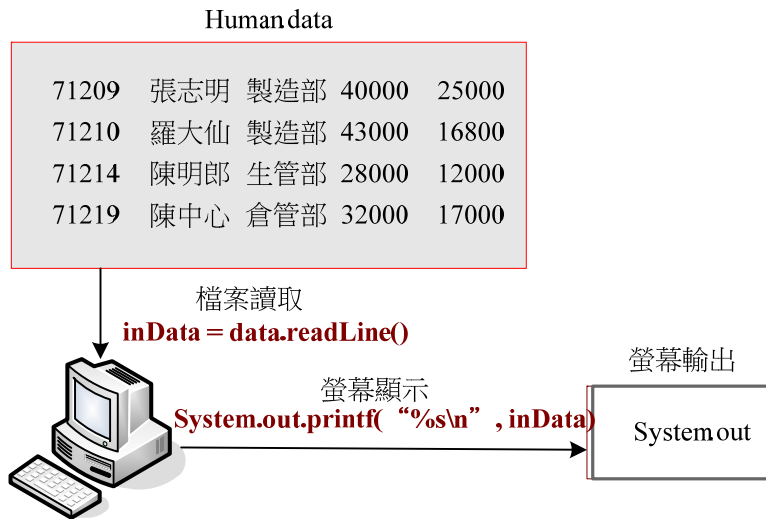 Human data
71209 張志明 製造部 40000 25000
71210 羅大仙 製造部 43000 16800
71214 陳明郎 生管部 28000 12000
71219 陳中心 倉管部 32000 17000
檔案讀取
inData = data.readLine()
螢幕顯示
System.out.printf( “%s\n” , inData)
螢幕輸出
System.out